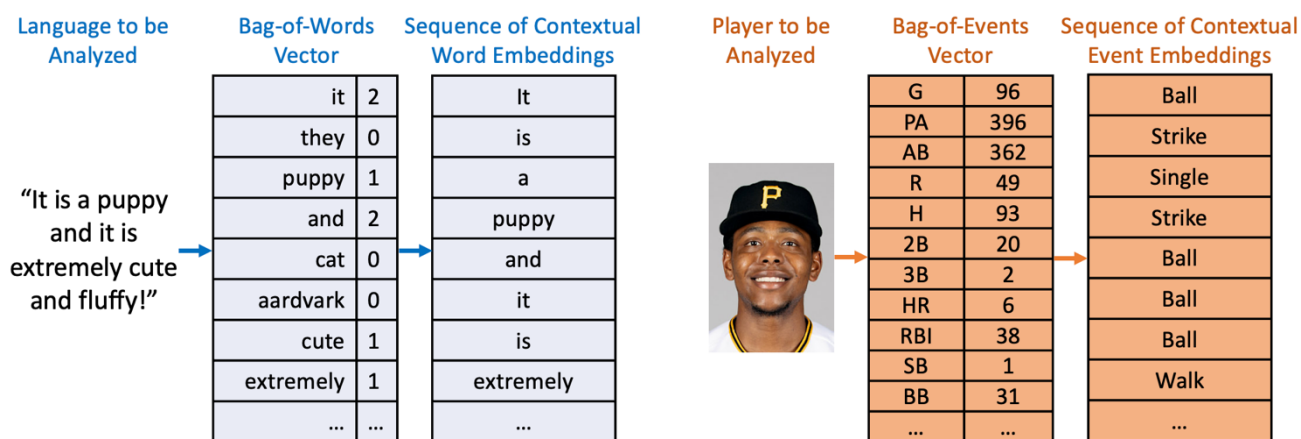 Language to be
Analyzed
Bag-of-Words
Vector
Sequence of Contextual
Word Embeddings
“It is a puppy
and it is
extremely cute
and fluffy!”
it 2
they 0
puppy 1
and 2
cat 0
aardvark 0
cute 1
extremely 1
... ...
It
is
a
puppy
and
it
is
extremely
...
Player to be
Analyzed
Bag-of-Events
Vector
Sequence of Contextual
Event Embeddings
P
G 96
PA 396
AB 362
R 49
H 93
2B 20
3B 2
HR 6
RBI 38
SB 1
BB 31
... ...
Ball
Strike
Single
Strike
Ball
Ball
Ball
Walk
...